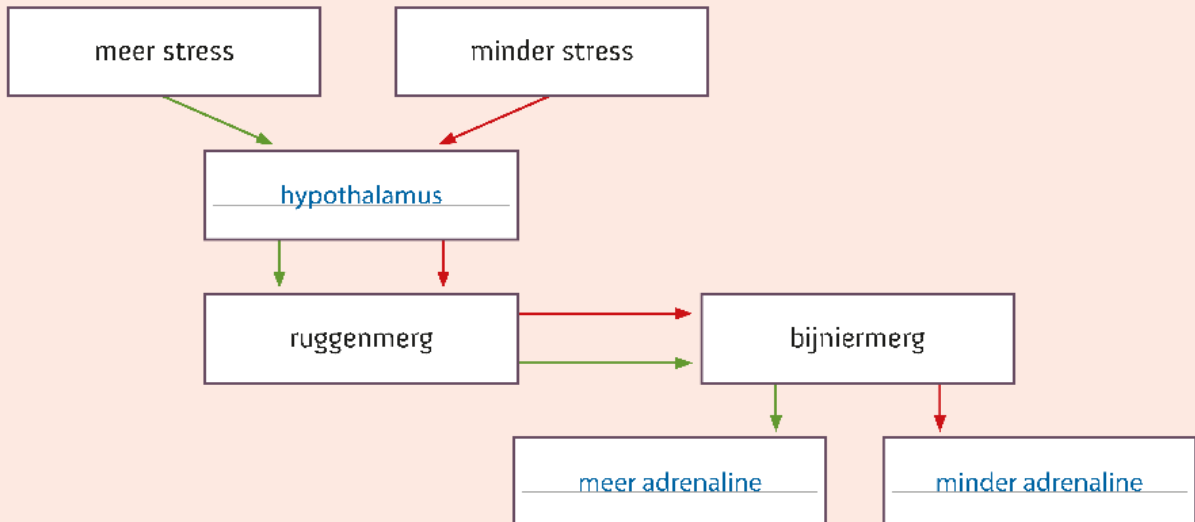 meer stress
minder stress
hypothalamus
ruggenmerg
bijniermerg
meer adrenaline
minder adrenaline